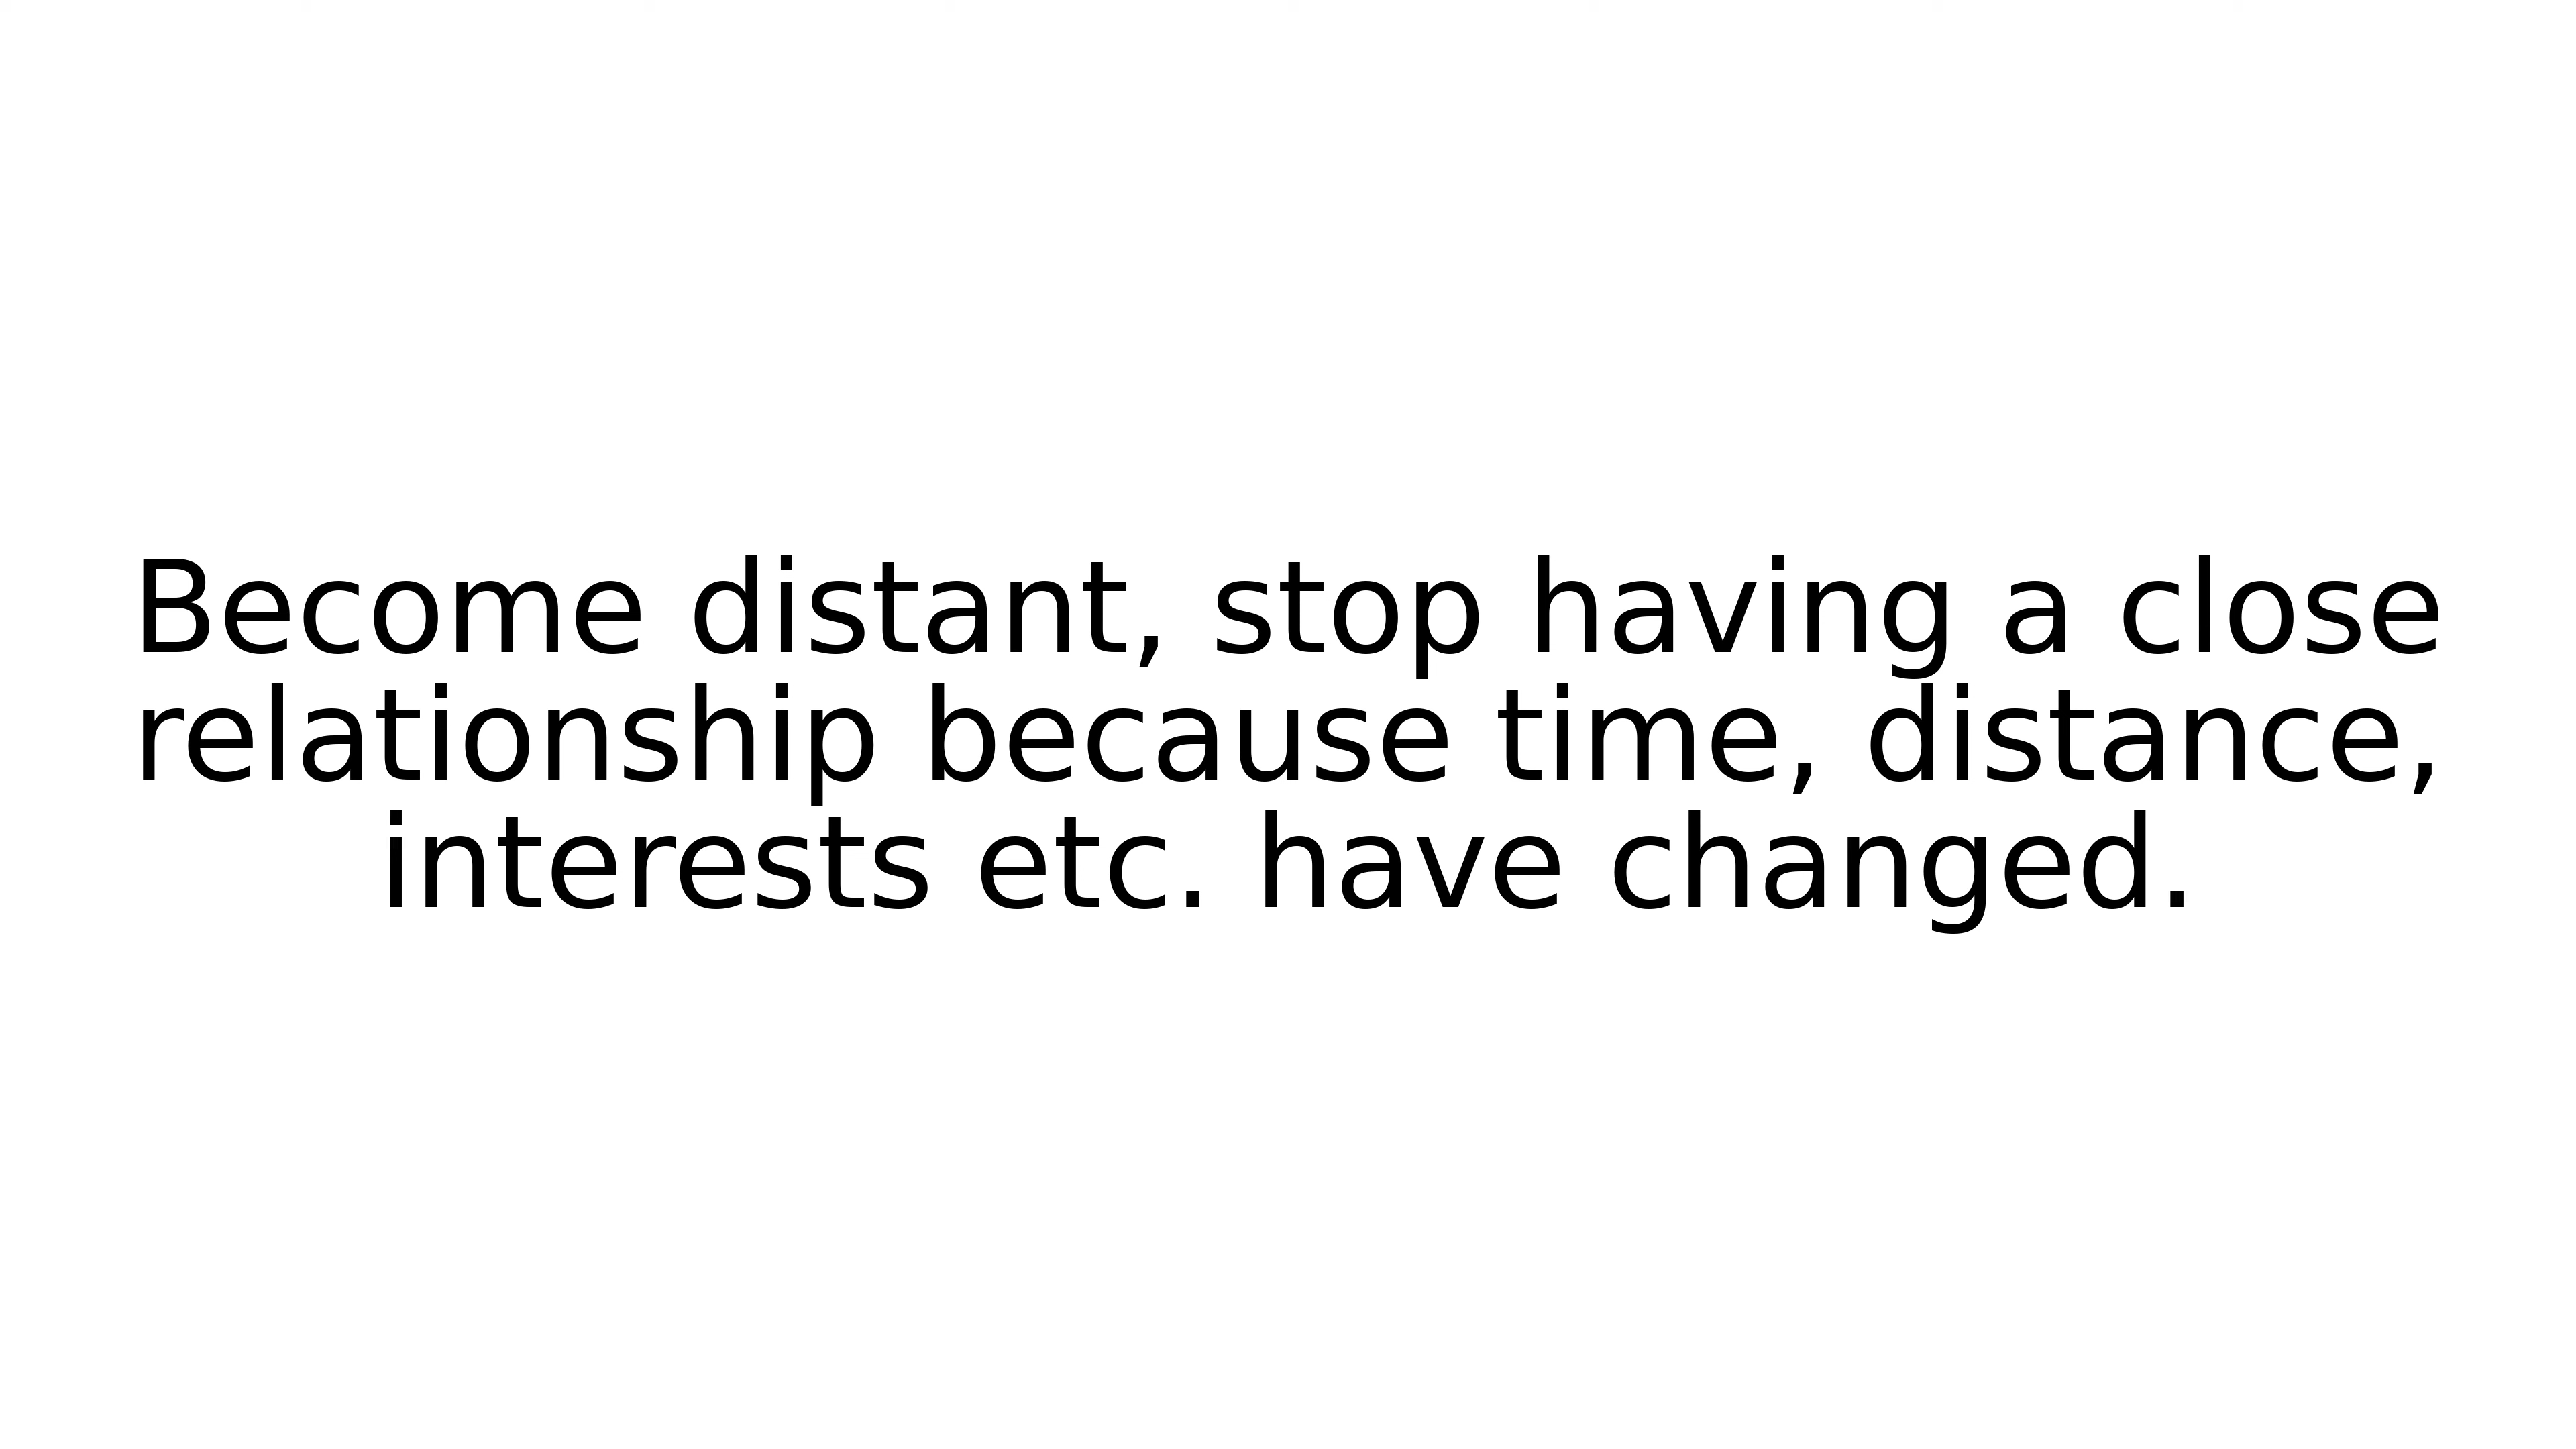 Become distant, stop having a close
relationship because time, distance,
interests etc. have changed.